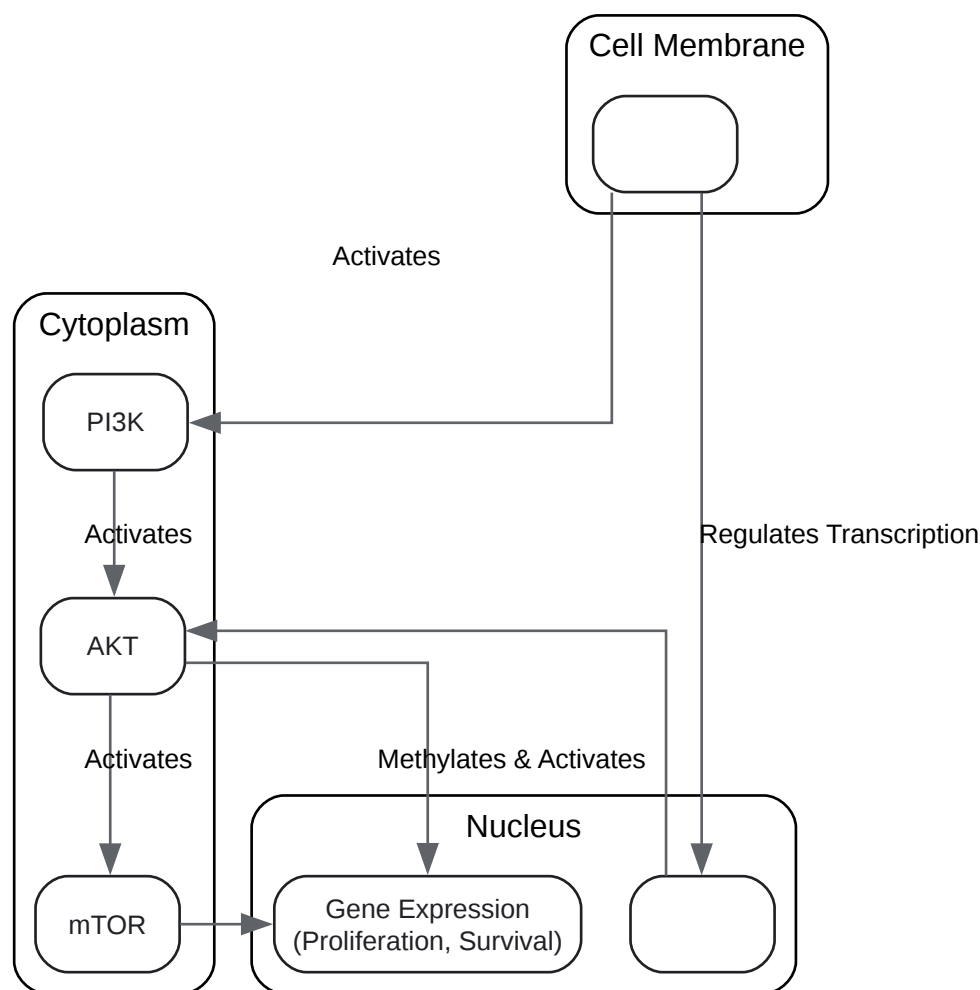 Cell Membrane
Activates
Cytoplasm
PI3K
Activates
Regulates Transcription
AKT
Activates
Methylates & Activates
Nucleus
mTOR
Gene Expression
(Proliferation, Survival)